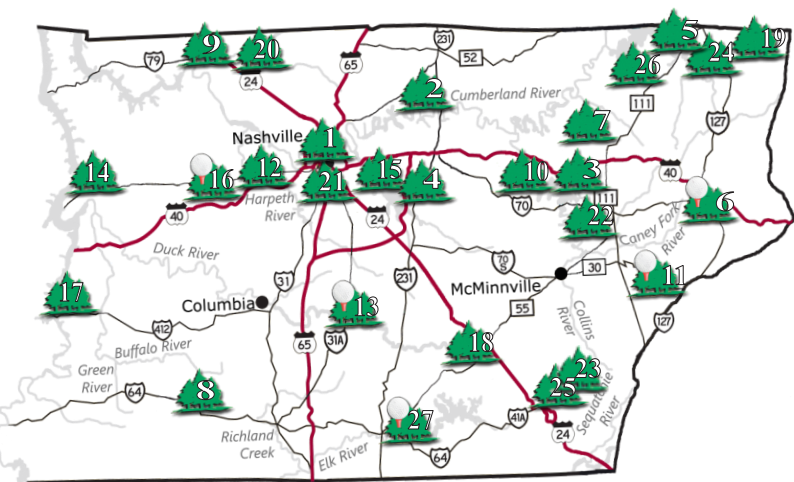 5
19
9
20
231
24
65
52
79
26
24
2
Cumberland River
111
7
127
Nashville
1
14
16
12
15
4
10
3
40
21
111
6
Harpeth
River
40
24
70
22
Caney Fork
River
Duck River
70
S
30
11
17
31
231
McMinnville
Columbia
13
55
Collins
River
412
31A
127
Buffalo River
65
18
Green
River
64
8
23
25
Sequatchie
River
27
41A
24
Richland
Creek
Elk River
64